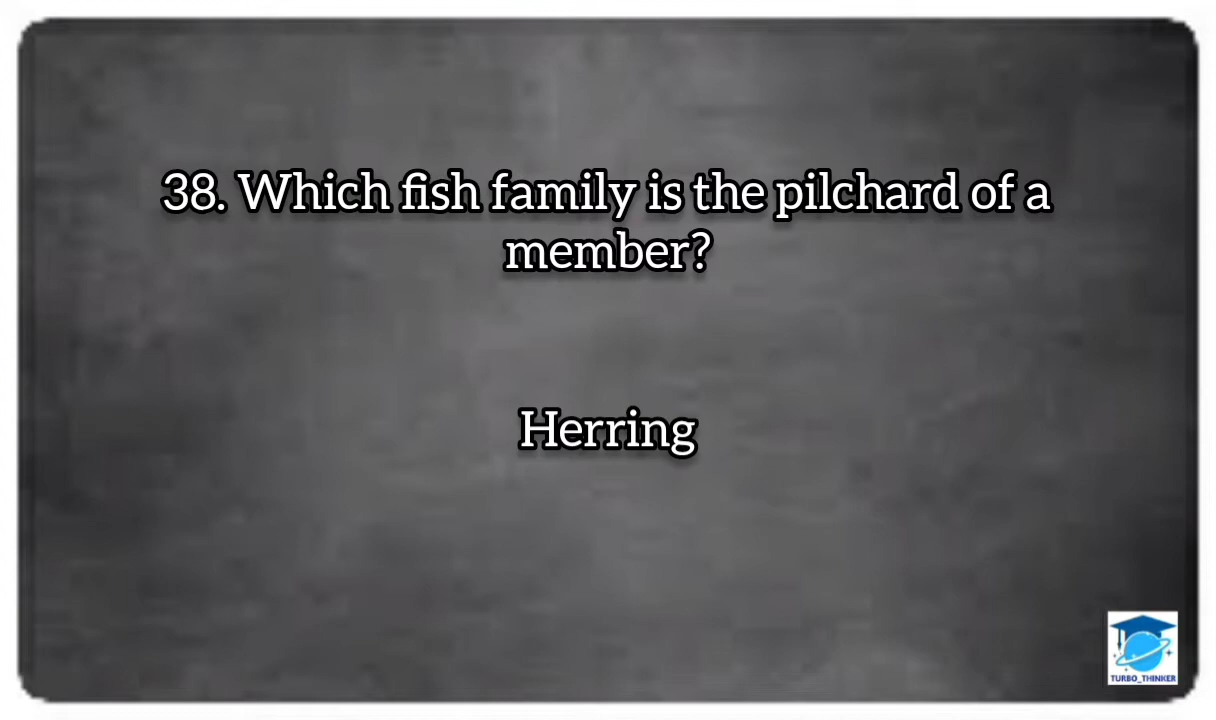 38. Which fish family is the pilchard of a
member?
Herring
TURBO_THINKER